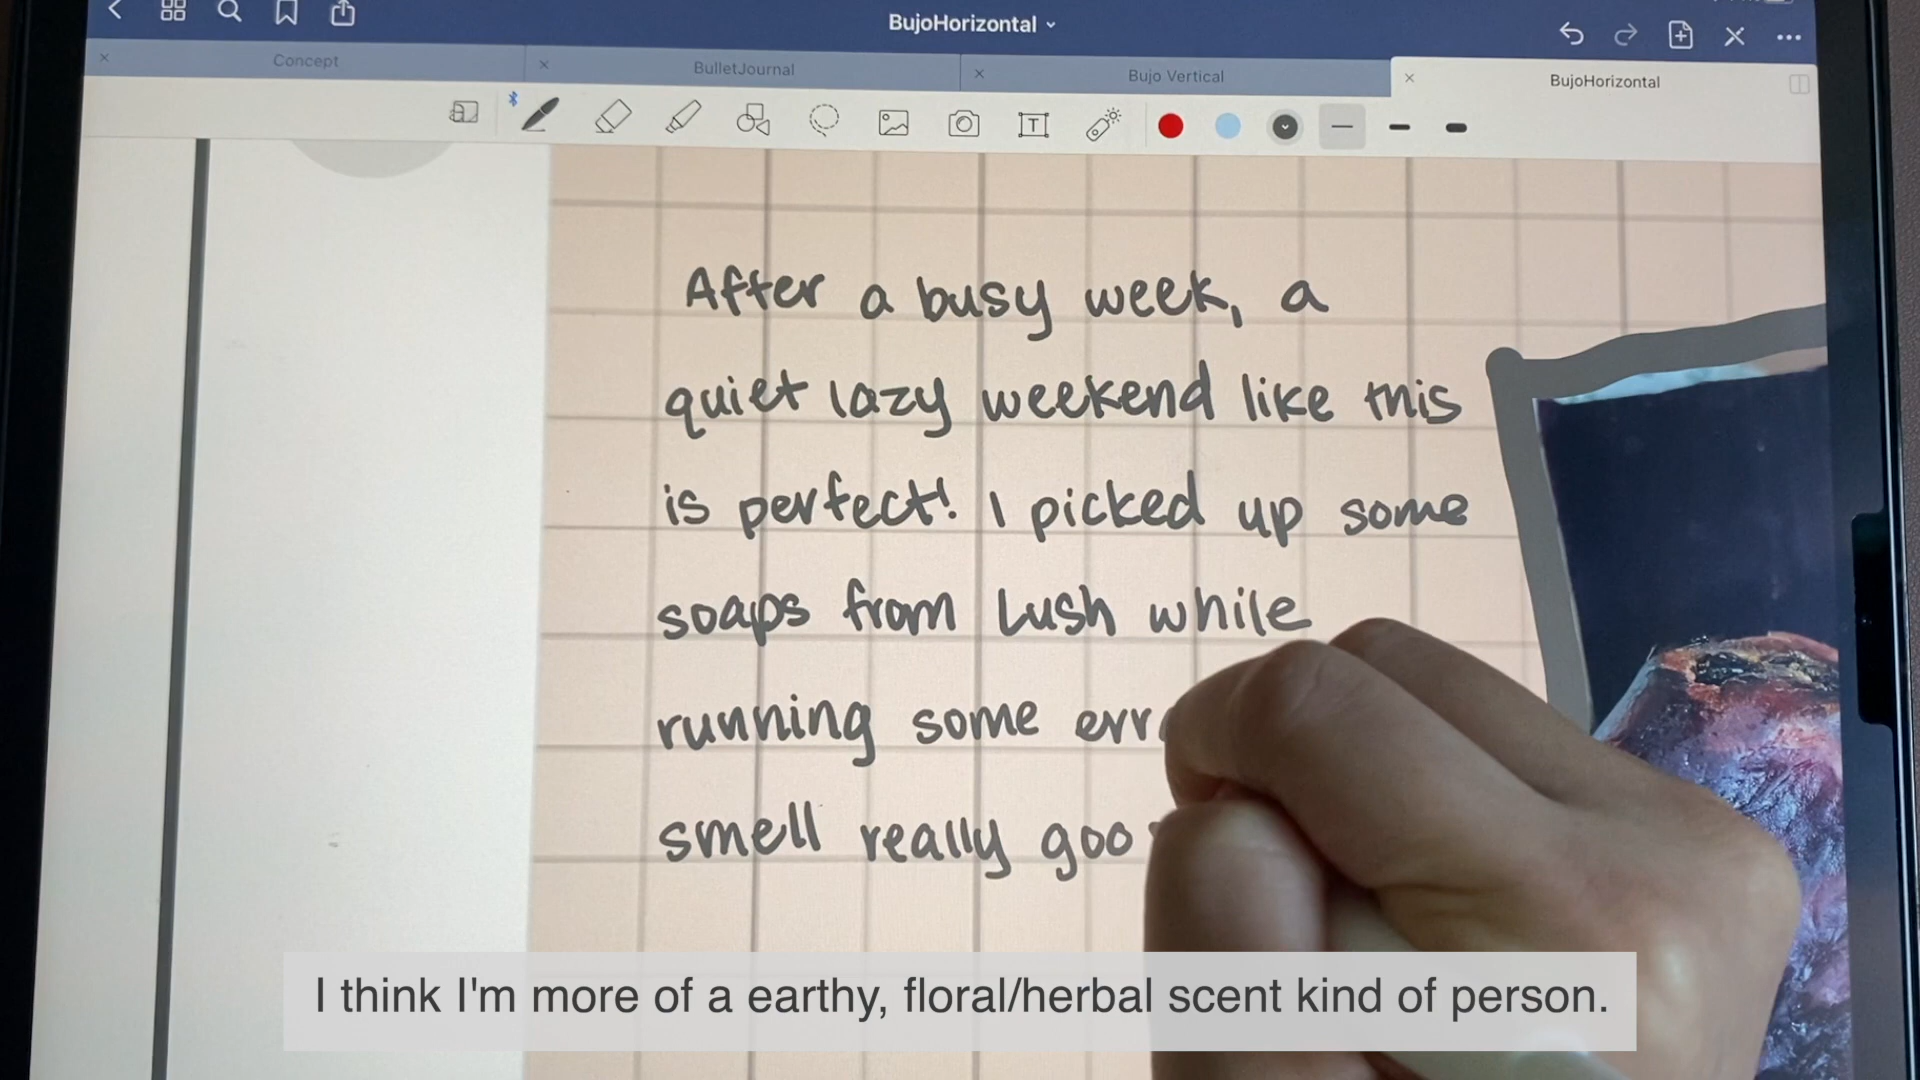 BujoHorizontal
Concept
BulletJournal
Bujo Vertical
BujoHorizontal
T
After a busy week, a
quiet lazy weekend like this
is perfect! I picked up some
soaps from Lush while
running some
smell really
I think I'm more of a earthy, floral/herbal scent kind of person.